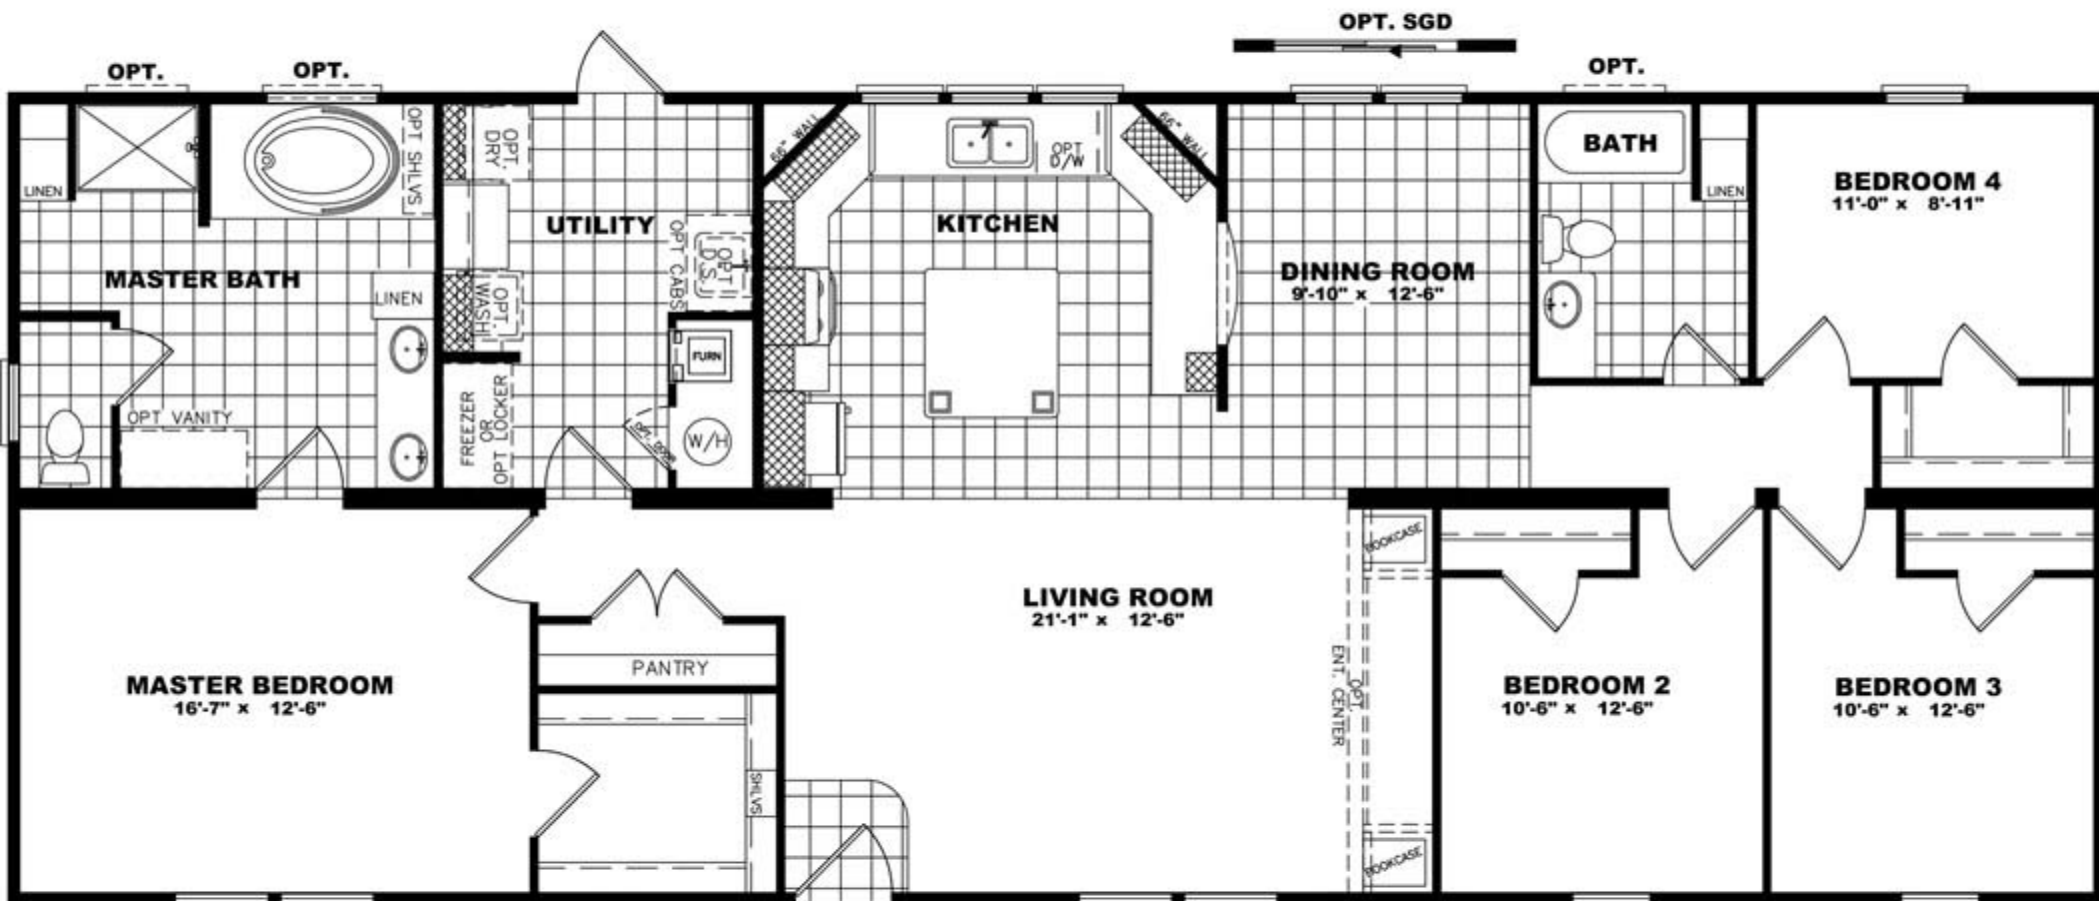 OPT. SGD
OPT.
OPT.
OPT.
LINEN
OPT SHLVS
OPT. DRY
66" WALL
OPT D/W
66" WALL
BATH
LINEN
BEDROOM 4
11'-0" x 8'-11"
UTILITY
KITCHEN
OPT CABS
OPT D.S.
DINING ROOM
9'-10" x 12'-6"
MASTER BATH
LINEN
OPT. WASH
FURN
OPT VANITY
FREEZER
OR
OPT LOCKER
OPT. DOOR
W/H
BOOKCASE
LIVING ROOM
21'-1" x 12'-6"
PANTRY
MASTER BEDROOM
16'-7" x 12'-6"
OPT.
ENT. CENTER
BEDROOM 2
10'-6" x 12'-6"
BEDROOM 3
10'-6" x 12'-6"
SHLVS
BOOKCASE